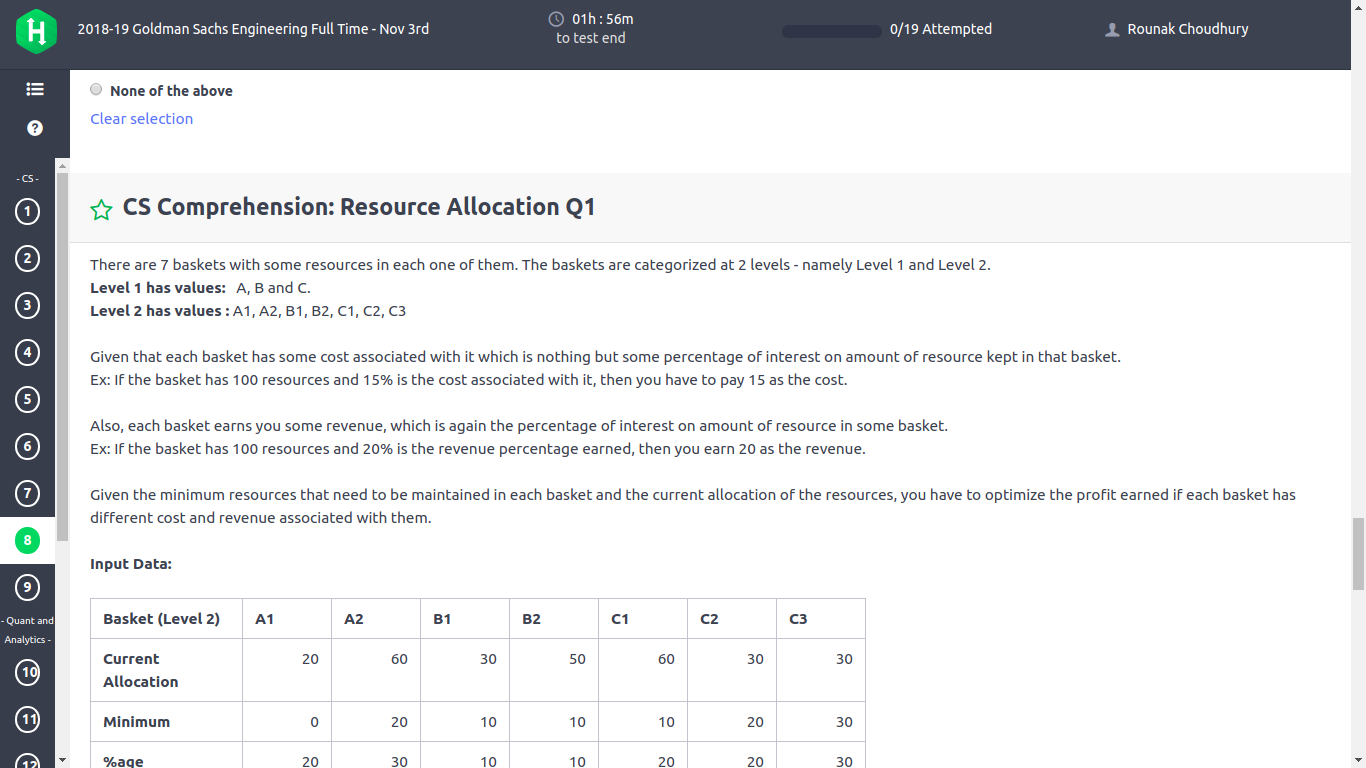 2018-19 Goldman Sachs Engineering Full Time - Nov 3rd
01h : 56m
to test end
0/19 Attempted
Rounak Choudhury
None of the above
Clear selection
- CS -
1
2
3
4
5
6
7
8
9
- Quant and Analytics -
10
11
12
CS Comprehension: Resource Allocation Q1
There are 7 baskets with some resources in each one of them. The baskets are categorized at 2 levels - namely Level 1 and Level 2.
Level 1 has values: A, B and C.
Level 2 has values : A1, A2, B1, B2, C1, C2, C3
Given that each basket has some cost associated with it which is nothing but some percentage of interest on amount of resource kept in that basket.
Ex: If the basket has 100 resources and 15% is the cost associated with it, then you have to pay 15 as the cost.
Also, each basket earns you some revenue, which is again the percentage of interest on amount of resource in some basket.
Ex: If the basket has 100 resources and 20% is the revenue percentage earned, then you earn 20 as the revenue.
Given the minimum resources that need to be maintained in each basket and the current allocation of the resources, you have to optimize the profit earned if each basket has
different cost and revenue associated with them.
Input Data:
Basket (Level 2) A1 A2 B1 B2 C1 C2 C3
Current Allocation 20 60 30 50 60 30 30
Minimum 0 20 10 10 10 20 30
%age 20 30 10 10 20 20 30